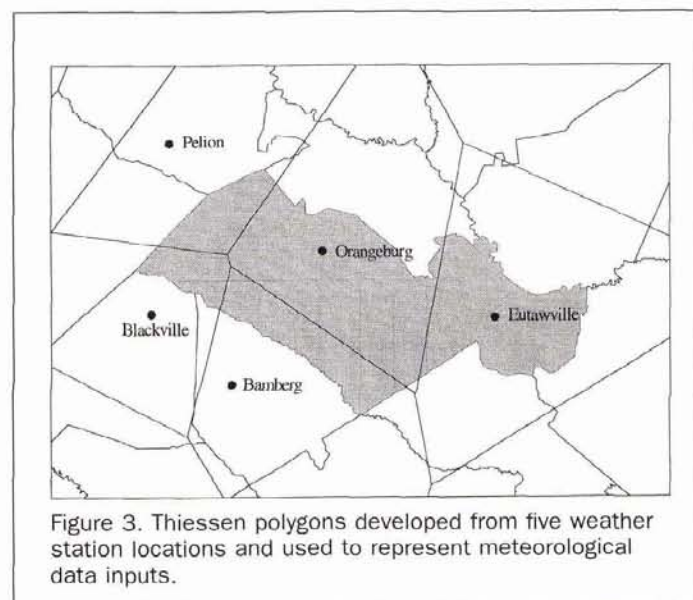 Pelion
Orangeburg
Blackville
Eutawville
Bamberg
Figure 3. Thiessen polygons developed from five weather
station locations and used to represent meteorological
data inputs.